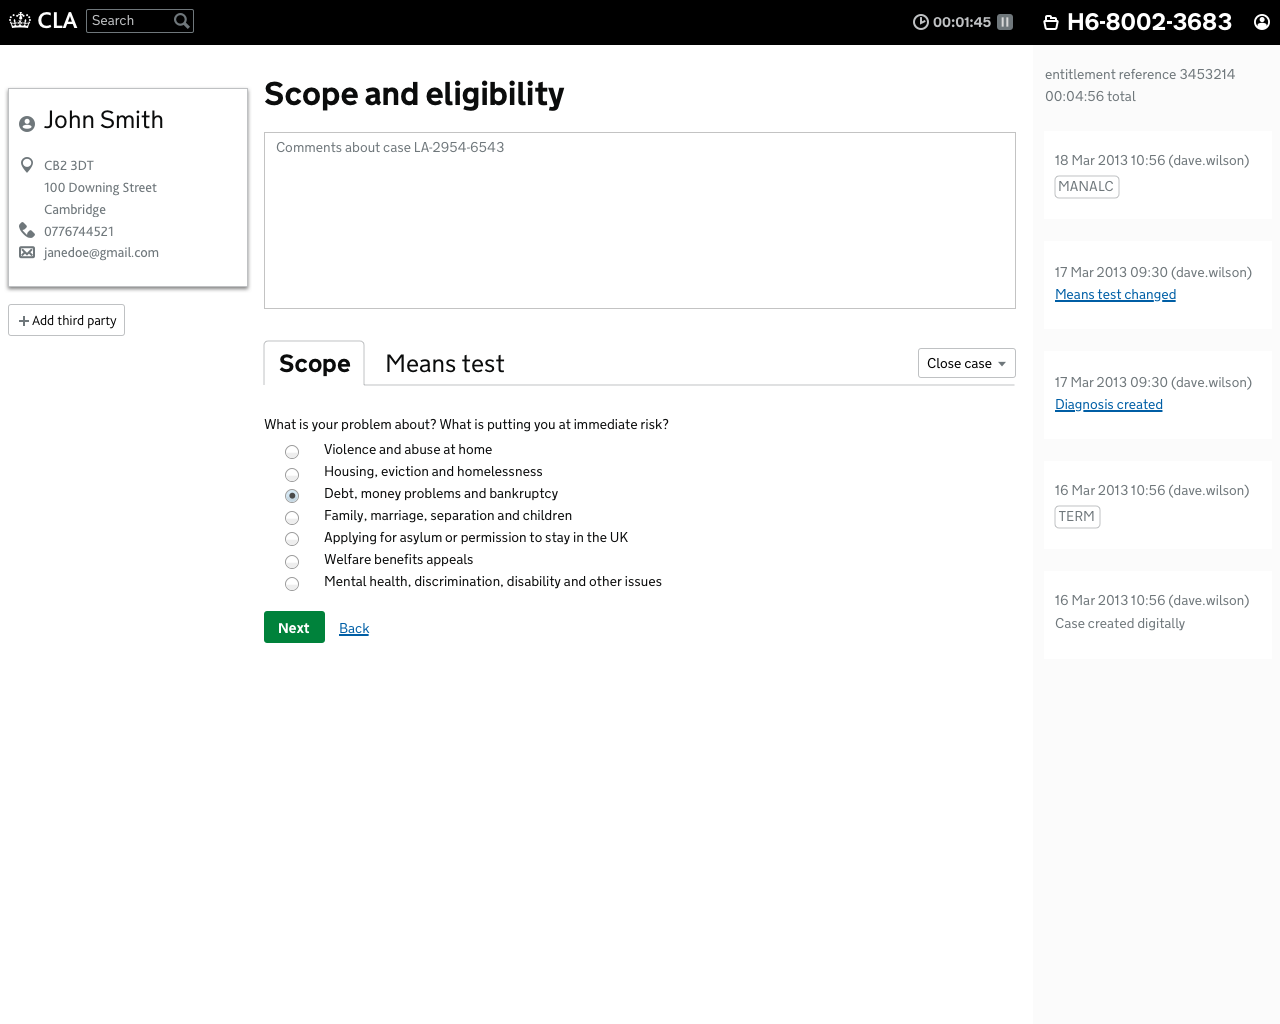 CLA
Search
00:01:45
H6-8002-3683
John Smith
CB2 3DT
100 Downing Street
Cambridge
0776744521
janedoe@gmail.com
Add third party
Scope and eligibility
Comments about case LA-2954-6543
Scope
Means test
Close case
What is your problem about? What is putting you at immediate risk?
Violence and abuse at home
Housing, eviction and homelessness
Debt, money problems and bankruptcy
Family, marriage, separation and children
Applying for asylum or permission to stay in the UK
Welfare benefits appeals
Mental health, discrimination, disability and other issues
Next
Back
entitlement reference 3453214
00:04:56 total
18 Mar 2013 10:56 (dave.wilson)
MANALC
17 Mar 2013 09:30 (dave.wilson)
Means test changed
17 Mar 2013 09:30 (dave.wilson)
Diagnosis created
16 Mar 2013 10:56 (dave.wilson)
TERM
16 Mar 2013 10:56 (dave.wilson)
Case created digitally